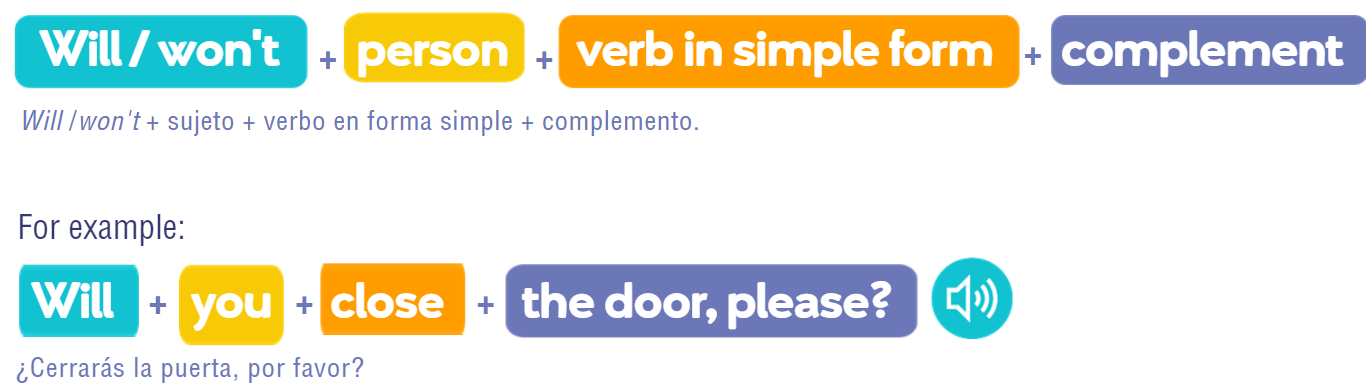 Will / won't + person + verb in simple form + complement
Will /won't + sujeto + verbo en forma simple + complemento.
For example:
Will + you + close + the door, please?
¿Cerrarás la puerta, por favor?